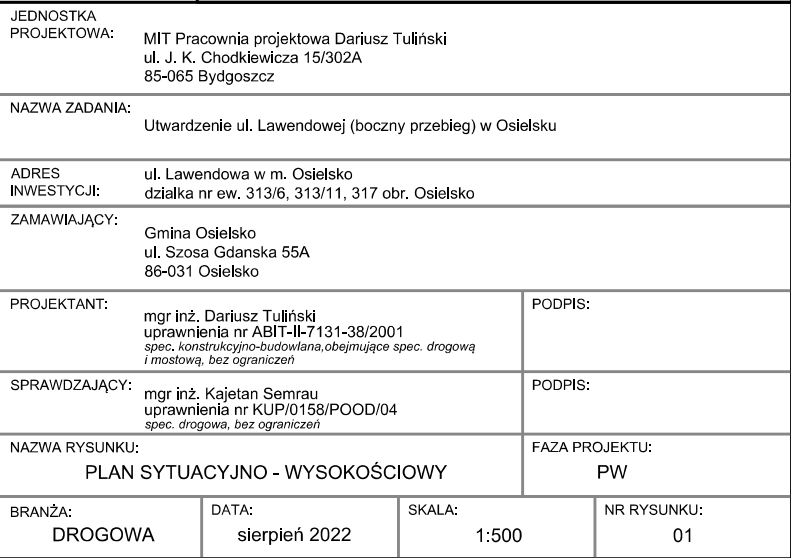 JEDNOSTKA
PROJEKTOWA:
MIT Pracownia projektowa Dariusz Tuliński
ul. J. K. Chodkiewicza 15/302A
85-065 Bydgoszcz
NAZWA ZADANIA:
Utwardzenie ul. Lawendowej (boczny przebieg) w Osielsku
ADRES
INWESTYCJI:
ul. Lawendowa w m. Osielsko
dzialka nr ew. 313/6, 313/11, 317 obr. Osielsko
ZAMAWIAJĄCY:
Gmina Osielsko
ul. Szosa Gdanska 55A
86-031 Osielsko
PROJEKTANT:
mgr inż. Dariusz Tuliński
uprawnienia nr ABIT-II-7131-38/2001
spec. konstrukcyjno-budowlana,obejmujące spec. drogową
i mostową, bez ograniczeń
PODPIS:
SPRAWDZAJĄCY:
mgr inż. Kajetan Semrau
uprawnienia nr KUP/0158/POOD/04
spec. drogowa, bez ograniczeń
PODPIS:
NAZWA RYSUNKU:
PLAN SYTUACYJNO - WYSOKOŚCIOWY
FAZA PROJEKTU:
PW
BRANŻA:
DROGOWA
DATA:
sierpień 2022
SKALA:
1:500
NR RYSUNKU:
01